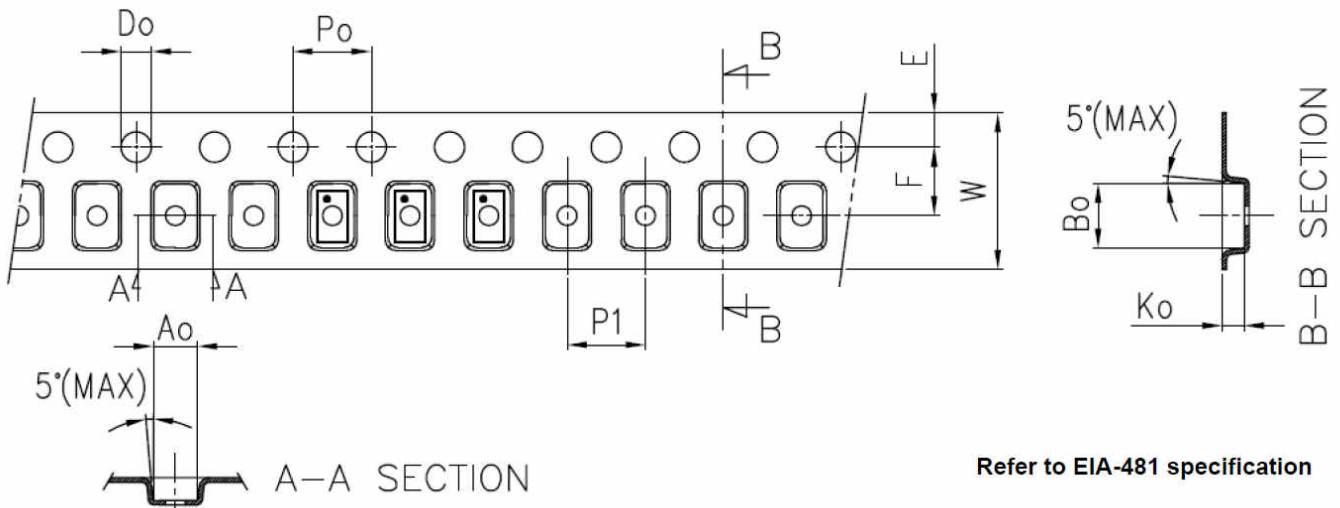 Do
Po
B
E
5°(MAX)
F
W
Bo
B-B SECTION
A
A
Ko
Ao
P1
B
5°(MAX)
A-A SECTION
Refer to EIA-481 specification